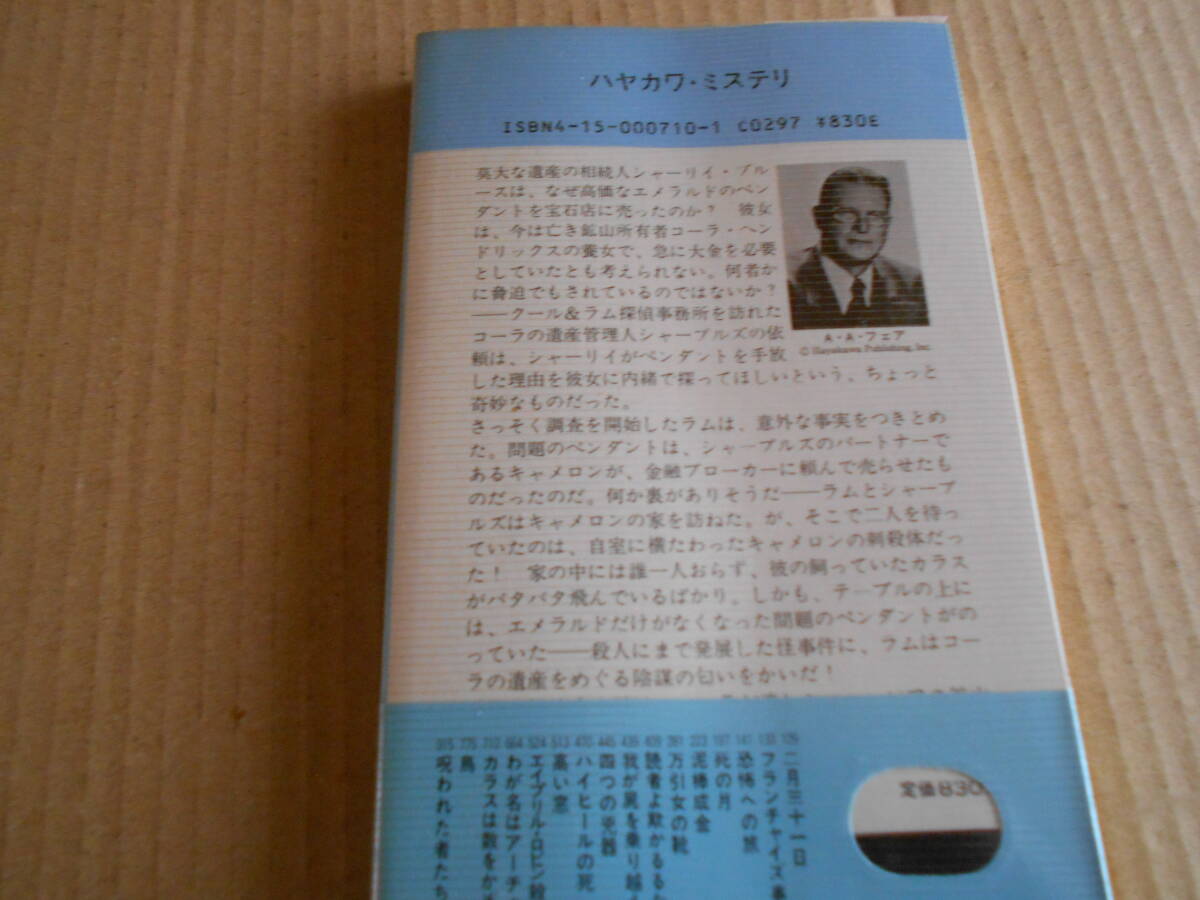 ハヤカワ・ミステリ
ISBN4-15-000710-1 C0297 ¥830E
莫大な遺産の相続人シャーリイ・ブル
ースは、なぜ高価なエメラルドのペン
ダントを宝石店に売ったのか？ 彼女
は、今は亡き鉱山所有者コーラ・ヘン
ドリックスの養女で、急に大金を必要
としていたとも考えられない。何者か
に脅迫でもされているのではないか？
――クール&ラム探偵事務所を訪れた
コーラの遺産管理人シャープルズの依
頼は、シャーリイがペンダントを手放
した理由を彼女に内緒で探ってほしいという、ちょっと
奇妙なものだった。
さっそく調査を開始したラムは、意外な事実をつきとめ
た。問題のペンダントは、シャープルズのパートナーで
あるキャメロンが、金融ブローカーに頼んで売らせたも
のだったのだ。何か裏がありそうだ――ラムとシャープ
ルズはキャメロンの家を訪ねた。が、そこで二人を待っ
ていたのは、自室に横たわったキャメロンの刺殺体だっ
た！ 家の中には誰一人おらず、彼の飼っていたカラス
がバタバタ飛んでいるばかり。しかも、テーブルの上に
は、エメラルドだけがなくなった問題のペンダントがの
っていた――殺人にまで発展した怪事件に、ラムはコー
ラの遺産をめぐる陰謀の匂いをかいだ！
A・A・フェア
© Hayakawa Publishing, Inc.
二月三十一日
フランチャイズ事
141 恐怖への旅
197 死の月
223 泥棒成金
281 万引女の靴
409 読者よ欺かるるな
439 我が屍を乗り越え
446 四つの兇器
470 ハイヒールの死
513 高い窓
524 エイプリル・ロビン殺
664 わが名はアーチャ
710 カラスは数をかぞ
775 鳥
915 呪われた者たち
定価830